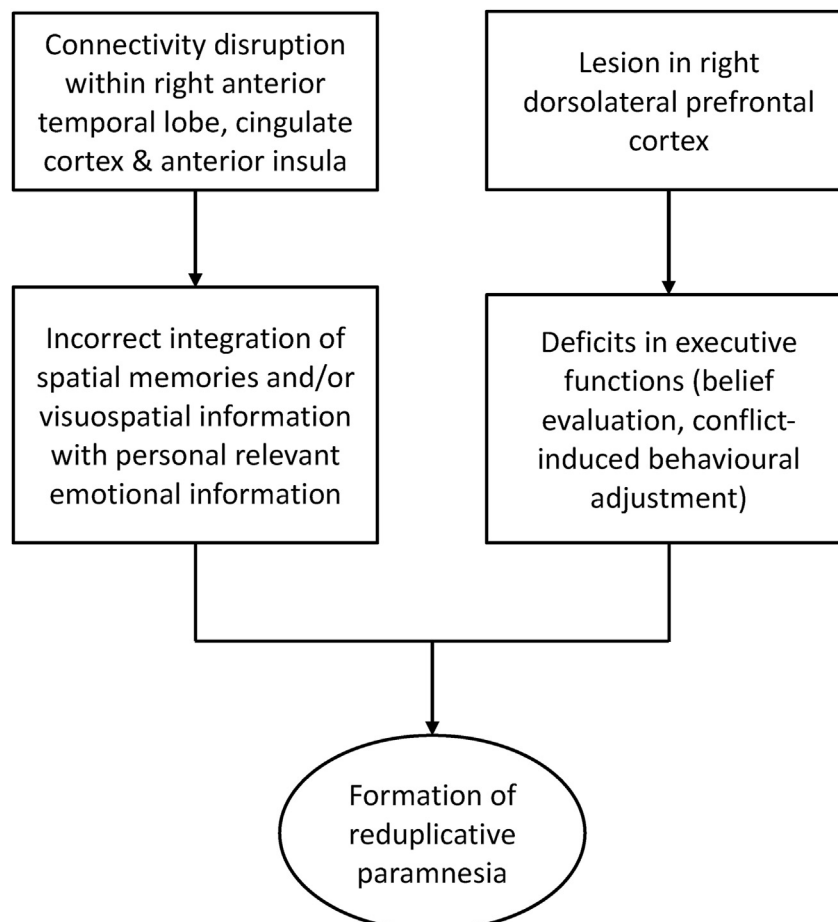 Connectivity disruption
within right anterior
temporal lobe, cingulate
cortex & anterior insula
Lesion in right
dorsolateral prefrontal
cortex
Incorrect integration of
spatial memories and/or
visuospatial information
with personal relevant
emotional information
Deficits in executive
functions (belief
evaluation, conflict-
induced behavioural
adjustment)
Formation of
reduplicative
paramnesia